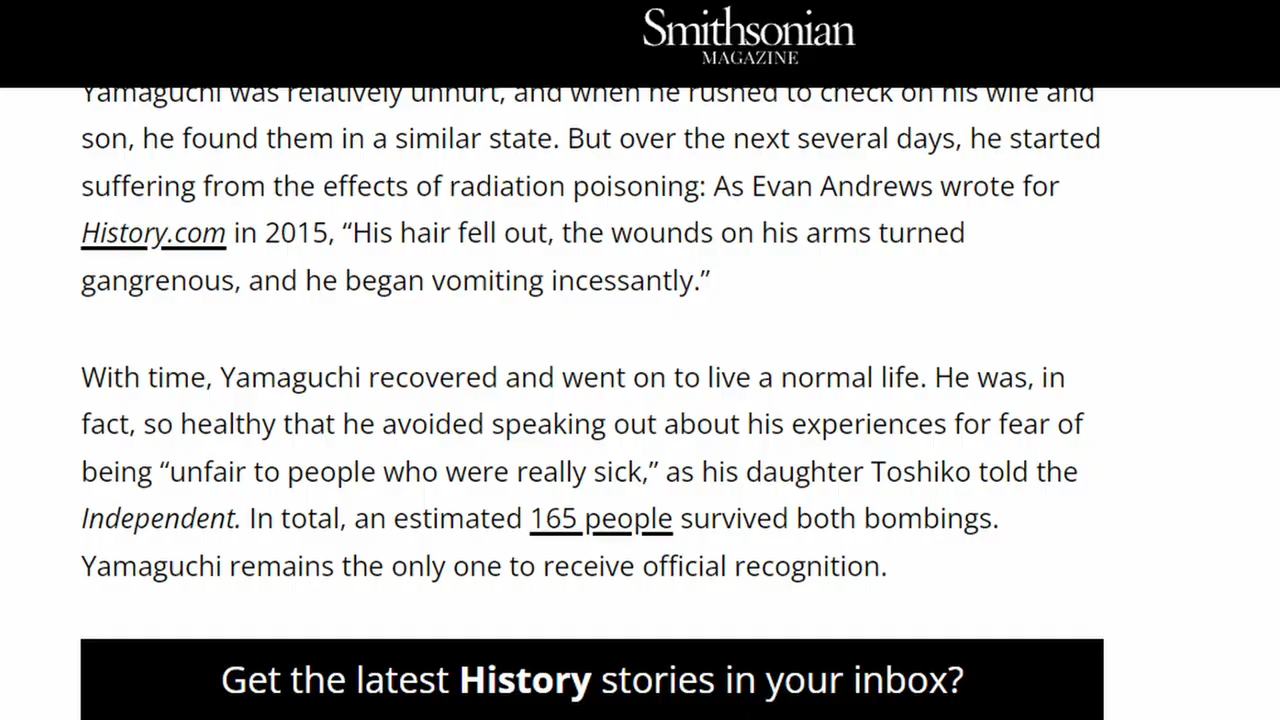 Smithsonian
MAGAZINE
Yamaguchi was relatively unhurt, and when he rushed to check on his wife and
son, he found them in a similar state. But over the next several days, he started
suffering from the effects of radiation poisoning: As Evan Andrews wrote for
History.com in 2015, “His hair fell out, the wounds on his arms turned
gangrenous, and he began vomiting incessantly.”
With time, Yamaguchi recovered and went on to live a normal life. He was, in
fact, so healthy that he avoided speaking out about his experiences for fear of
being “unfair to people who were really sick,” as his daughter Toshiko told the
Independent. In total, an estimated 165 people survived both bombings.
Yamaguchi remains the only one to receive official recognition.
Get the latest History stories in your inbox?